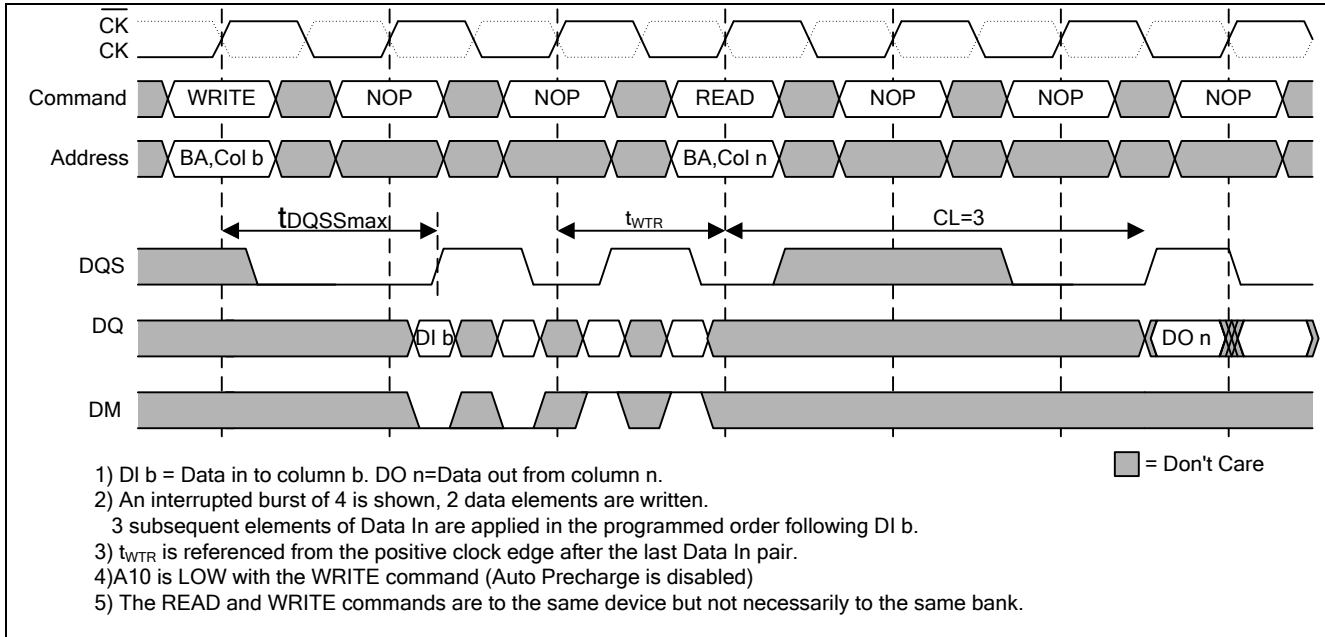 CK
CK
Command WRITE NOP NOP READ NOP NOP NOP
Address BA,Col b BA,Col n
tDQSSmax tWTR CL=3
DQS
DQ DI b DO n
DM
1) DI b = Data in to column b. DO n=Data out from column n.
= Don't Care
2) An interrupted burst of 4 is shown, 2 data elements are written.
3 subsequent elements of Data In are applied in the programmed order following DI b.
3) tWTR is referenced from the positive clock edge after the last Data In pair.
4)A10 is LOW with the WRITE command (Auto Precharge is disabled)
5) The READ and WRITE commands are to the same device but not necessarily to the same bank.